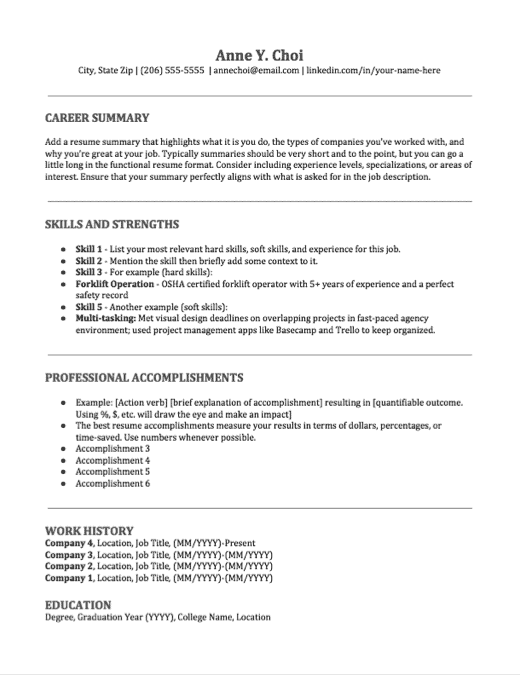 Anne Y. Choi
City, State Zip | (206) 555-5555 | annechoi@email.com | linkedin.com/in/your-name-here
CAREER SUMMARY
Add a resume summary that highlights what it is you do, the types of companies you've worked with, and
why you're great at your job. Typically summaries should be very short and to the point, but you can go a
little long in the functional resume format. Consider including experience levels, specializations, or areas of
interest. Ensure that your summary perfectly aligns with what is asked for in the job description.
SKILLS AND STRENGTHS
● Skill 1 - List your most relevant hard skills, soft skills, and experience for this job.
● Skill 2 - Mention the skill then briefly add some context to it.
● Skill 3 - For example (hard skills):
● Forklift Operation - OSHA certified forklift operator with 5+ years of experience and a perfect
safety record
● Skill 5 - Another example (soft skills):
● Multi-tasking: Met visual design deadlines on overlapping projects in fast-paced agency
environment; used project management apps like Basecamp and Trello to keep organized.
PROFESSIONAL ACCOMPLISHMENTS
● Example: [Action verb] [brief explanation of accomplishment] resulting in [quantifiable outcome.
Using %, $, etc. will draw the eye and make an impact]
● The best resume accomplishments measure your results in terms of dollars, percentages, or
time-saved. Use numbers whenever possible.
● Accomplishment 3
● Accomplishment 4
● Accomplishment 5
● Accomplishment 6
WORK HISTORY
Company 4, Location, Job Title, (MM/YYYY)-Present
Company 3, Location, Job Title, (MM/YYYY)-(MM/YYYY)
Company 2, Location, Job Title, (MM/YYYY)-(MM/YYYY)
Company 1, Location, Job Title, (MM/YYYY)-(MM/YYYY)
EDUCATION
Degree, Graduation Year (YYYY), College Name, Location